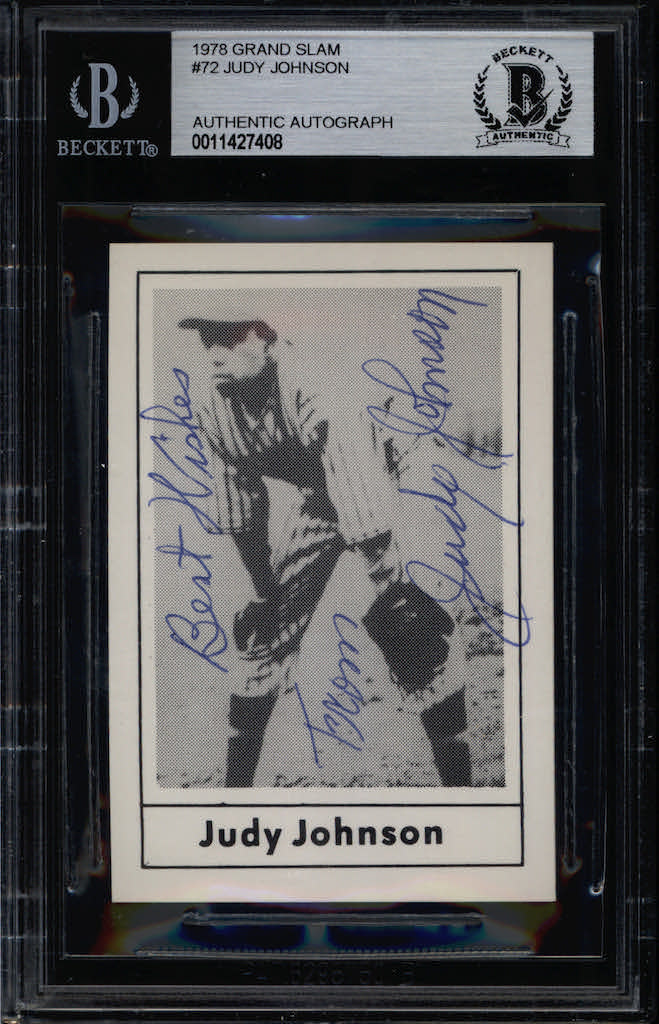 1978 GRAND SLAM
#72 JUDY JOHNSON
AUTHENTIC AUTOGRAPH
0011427408
B
BECKETT®
BECKETT
B
AUTHENTIC
Best Wishes
From
Judy Johnson
Judy Johnson